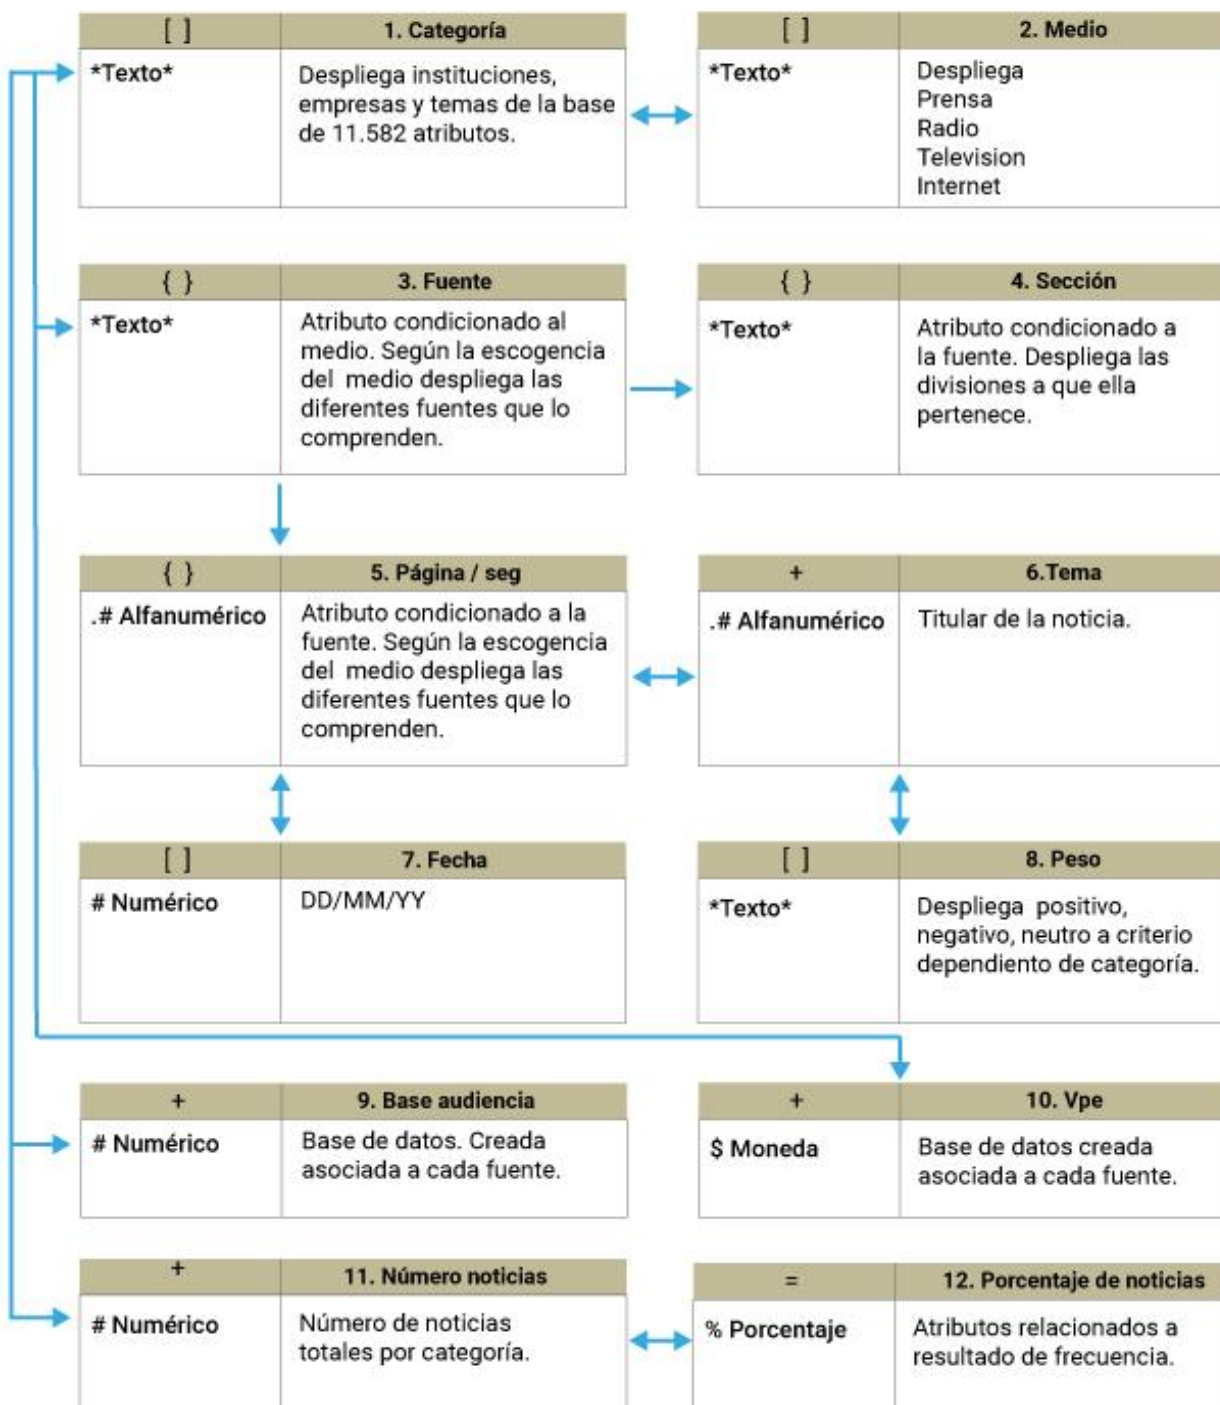 [ ] 1. Categoría
*Texto* Despliega instituciones,
empresas y temas de la base
de 11.582 atributos.
[ ] 2. Medio
*Texto* Despliega
Prensa
Radio
Television
Internet
{ } 3. Fuente
*Texto* Atributo condicionado al
medio. Según la escogencia
del medio despliega las
diferentes fuentes que lo
comprenden.
{ } 4. Sección
*Texto* Atributo condicionado a
la fuente. Despliega las
divisiones a que ella
pertenece.
{ } 5. Página / seg
.# Alfanumérico Atributo condicionado a la
fuente. Según la escogencia
del medio despliega las
diferentes fuentes que lo
comprenden.
+ 6.Tema
.# Alfanumérico Titular de la noticia.
[ ] 7. Fecha
# Numérico DD/MM/YY
[ ] 8. Peso
*Texto* Despliega positivo,
negativo, neutro a criterio
dependiento de categoría.
+ 9. Base audiencia
# Numérico Base de datos. Creada
asociada a cada fuente.
+ 10. Vpe
$ Moneda Base de datos creada
asociada a cada fuente.
+ 11. Número noticias
# Numérico Número de noticias
totales por categoría.
= 12. Porcentaje de noticias
% Porcentaje Atributos relacionados a
resultado de frecuencia.